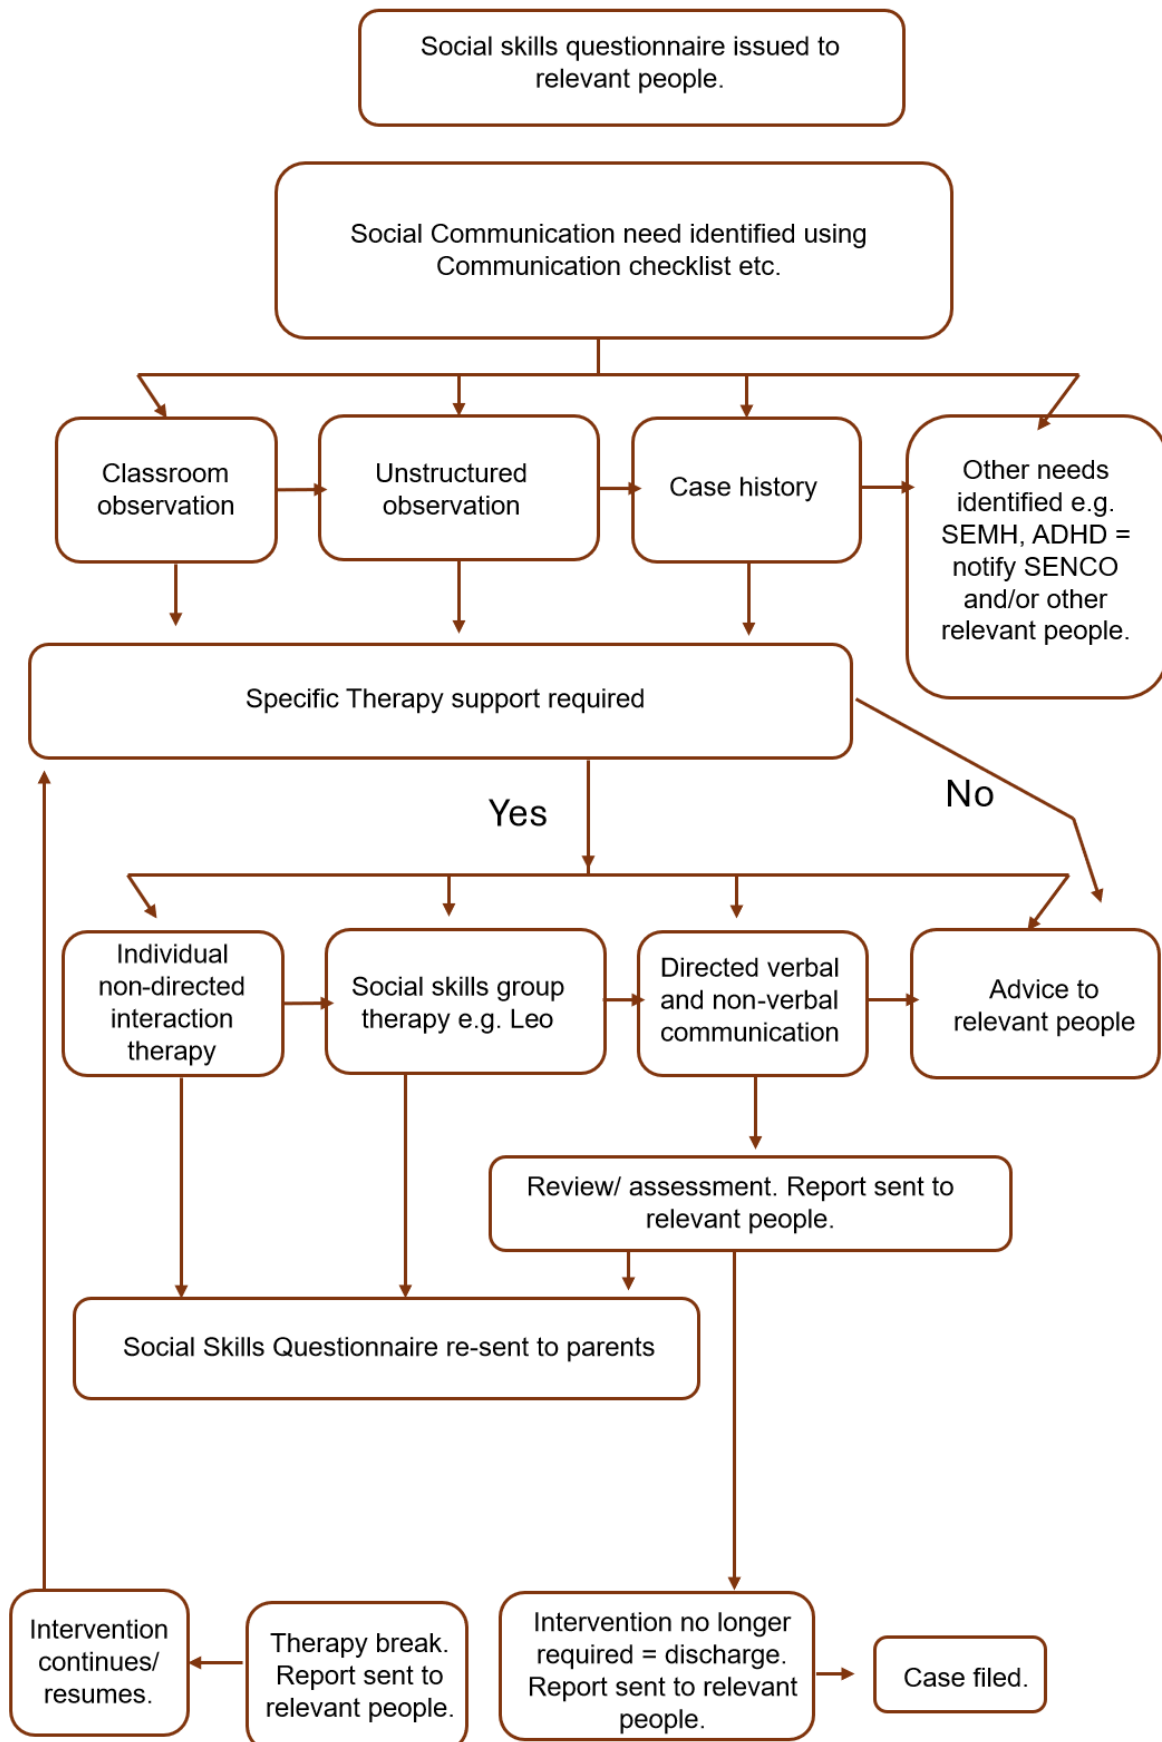 Social skills questionnaire issued to
relevant people.
Social Communication need identified using
Communication checklist etc.
Classroom
observation
Unstructured
observation
Case history
Other needs
identified e.g.
SEMH, ADHD =
notify SENCO
and/or other
relevant people.
Specific Therapy support required
Yes
No
Individual
non-directed
interaction
therapy
Social skills group
therapy e.g. Leo
Directed verbal
and non-verbal
communication
Advice to
relevant people
Review/ assessment. Report sent to
relevant people.
Social Skills Questionnaire re-sent to parents
Intervention
continues/
resumes.
Therapy break.
Report sent to
relevant people.
Intervention no longer
required = discharge.
Report sent to relevant
people.
Case filed.